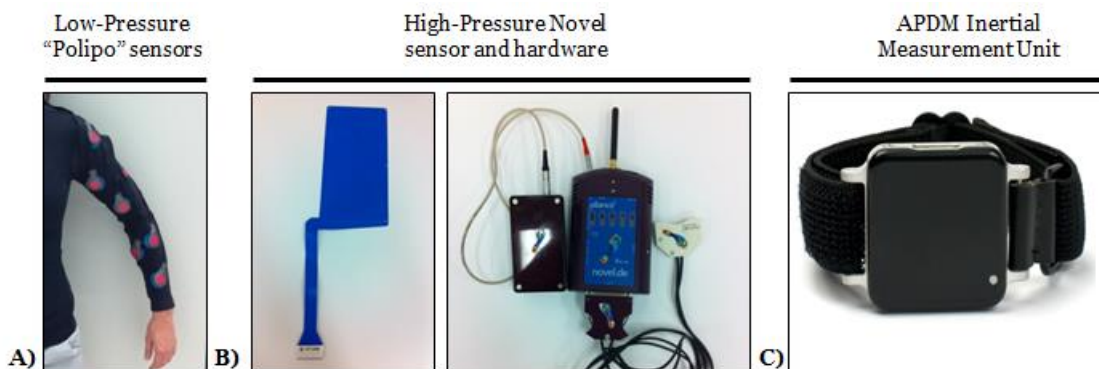 Low-Pressure
“Polipo” sensors
High-Pressure Novel
sensor and hardware
APDM Inertial
Measurement Unit
novel.de
A)
B)
C)